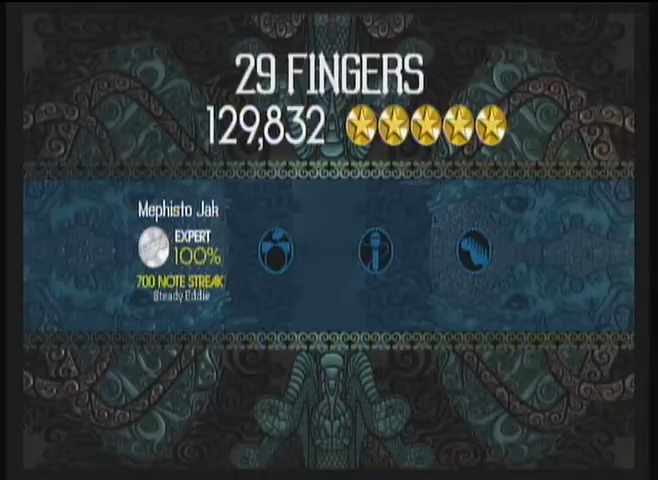 29 FINGERS
129,832
Mephisto Jak
EXPERT
100%
700 NOTE STREAK
Steady Eddie